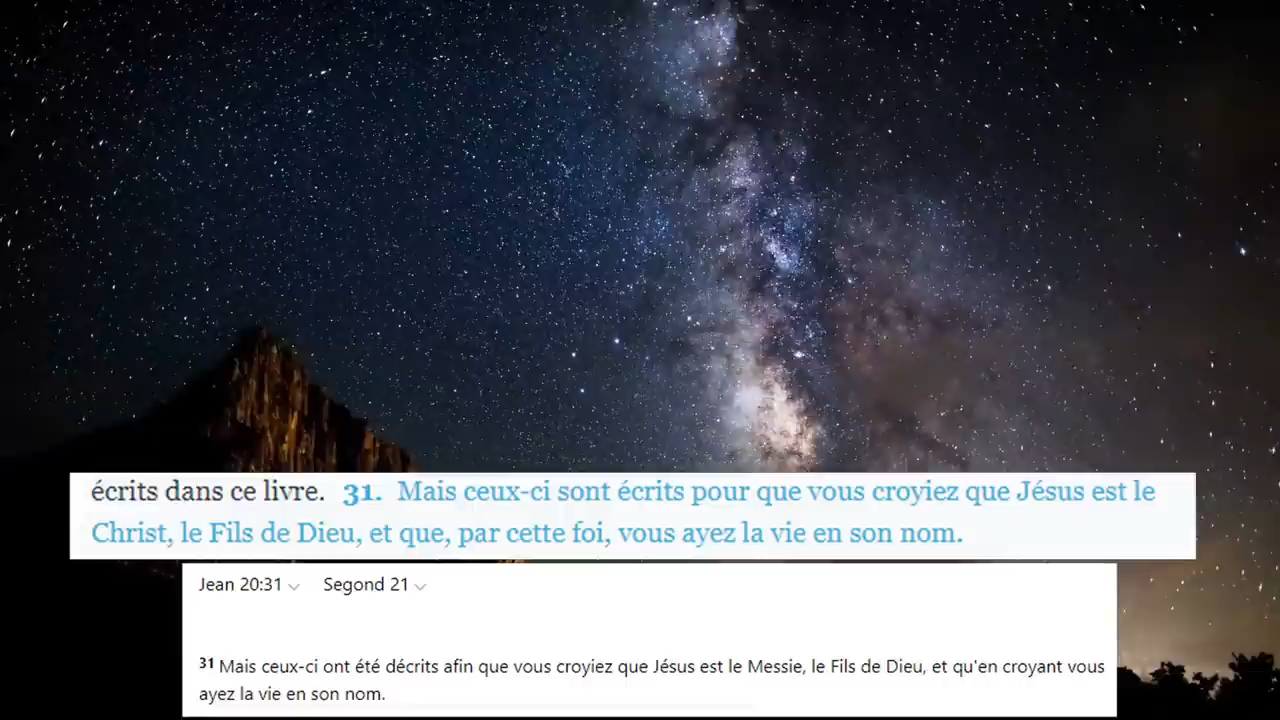 écrits dans ce livre. 31. Mais ceux-ci sont écrits pour que vous croyiez que Jésus est le
Christ, le Fils de Dieu, et que, par cette foi, vous ayez la vie en son nom.
Jean 20:31 Segond 21
31 Mais ceux-ci ont été décrits afin que vous croyiez que Jésus est le Messie, le Fils de Dieu, et qu'en croyant vous
ayez la vie en son nom.